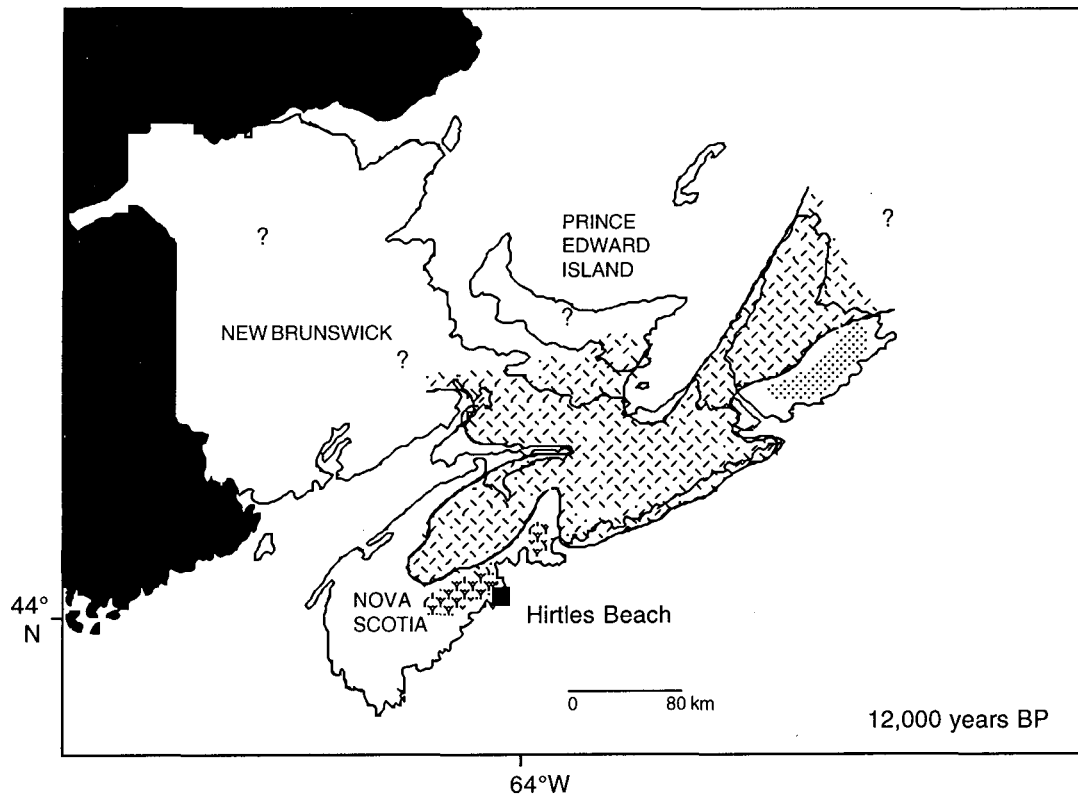 PRINCE
EDWARD
ISLAND
?
?
?
NEW BRUNSWICK
?
44°
N
NOVA
SCOTIA
Hirtles Beach
0 80 km
12,000 years BP
64°W